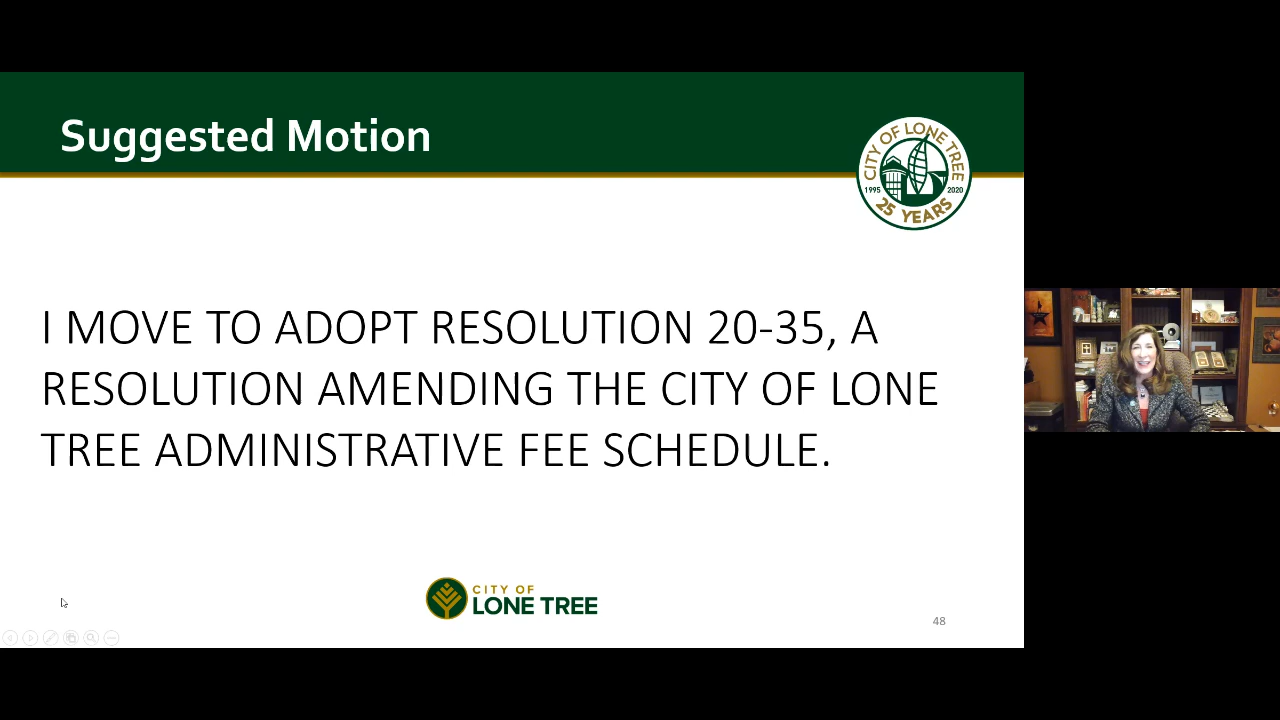 Suggested Motion
CITY OF LONE TREE
1995 2020
25 YEARS
I MOVE TO ADOPT RESOLUTION 20-35, A
RESOLUTION AMENDING THE CITY OF LONE
TREE ADMINISTRATIVE FEE SCHEDULE.
CITY OF
LONE TREE
48